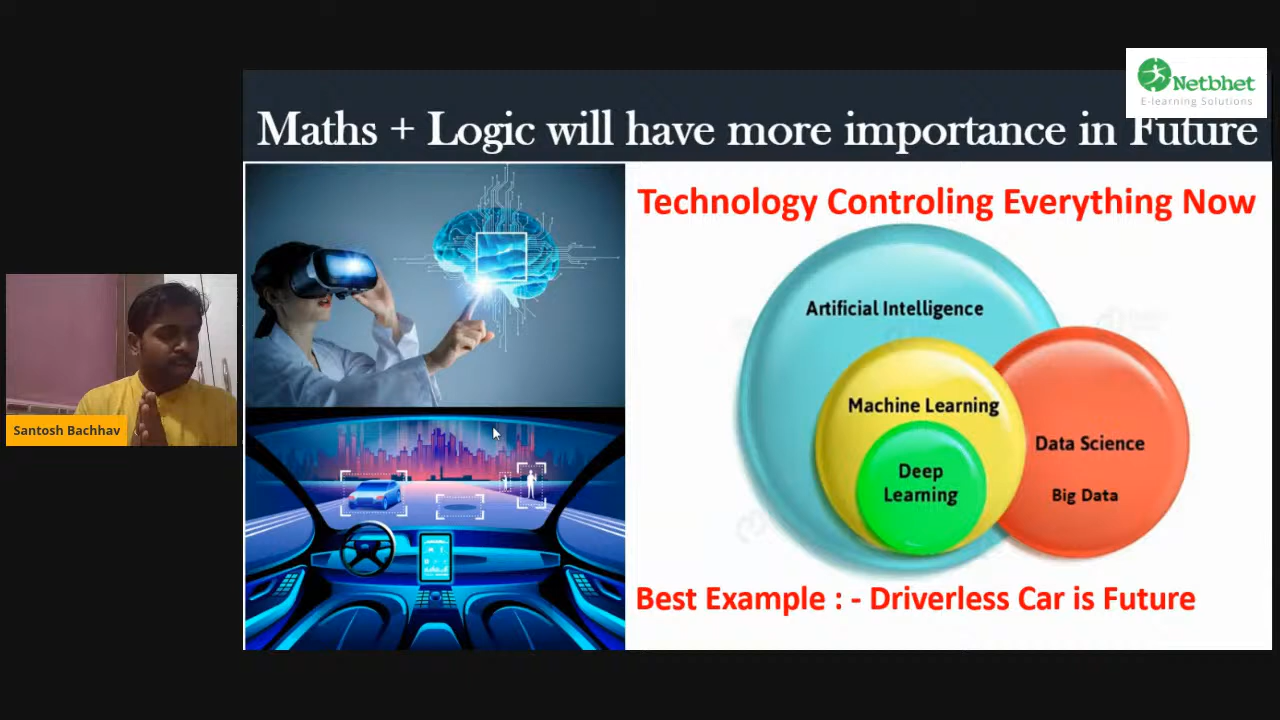 Netbhet
E-learning Solutions
Maths + Logic will have more importance in Future
Technology Controling Everything Now
Artificial Intelligence
Machine Learning
Deep
Learning
Data Science
Big Data
Santosh Bachhav
Best Example : - Driverless Car is Future